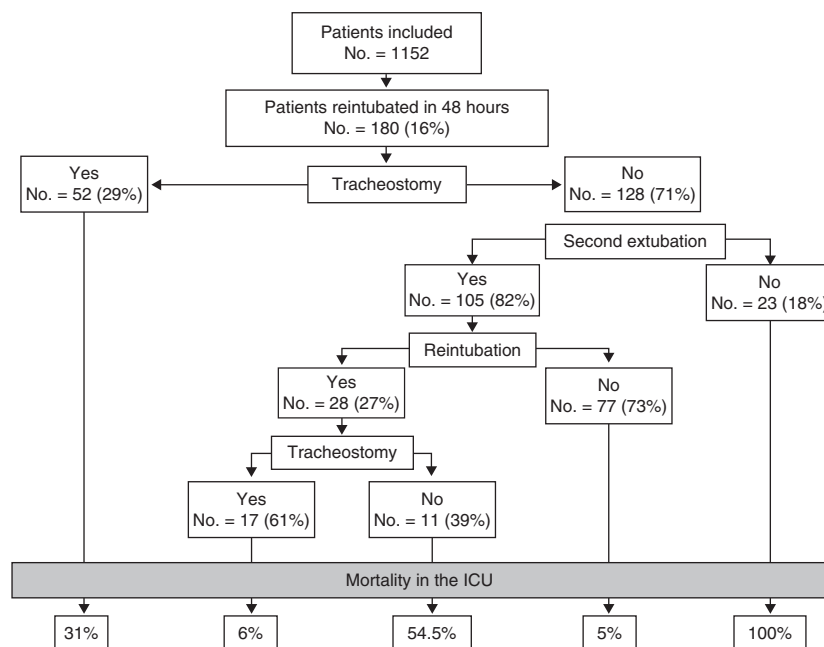 Patients included
No. = 1152
Patients reintubated in 48 hours
No. = 180 (16%)
Yes
No. = 52 (29%)
Tracheostomy
No
No. = 128 (71%)
Second extubation
Yes
No. = 105 (82%)
No
No. = 23 (18%)
Reintubation
Yes
No. = 28 (27%)
No
No. = 77 (73%)
Tracheostomy
Yes
No. = 17 (61%)
No
No. = 11 (39%)
Mortality in the ICU
31%
6%
54.5%
5%
100%